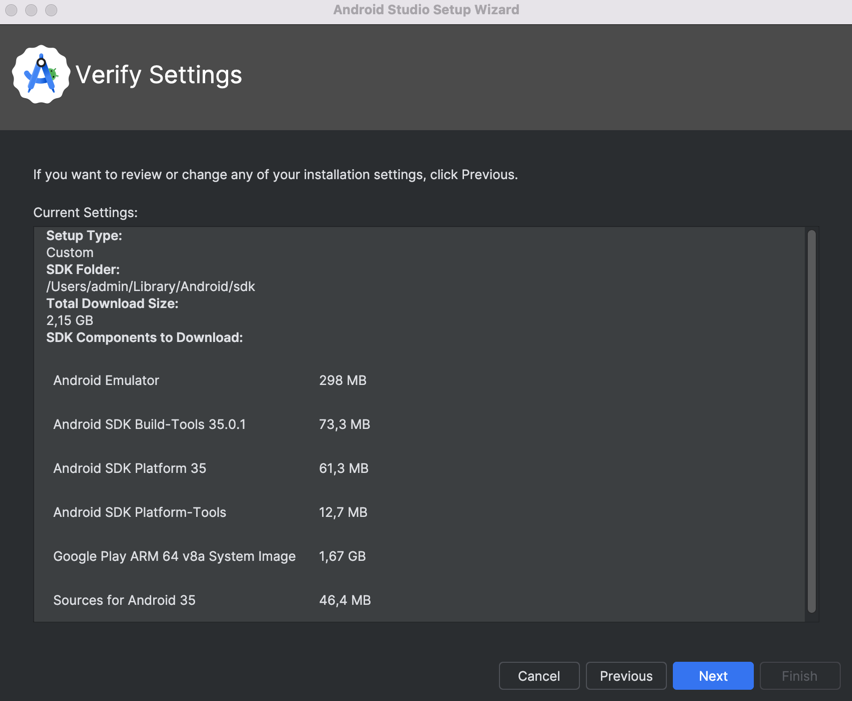 Android Studio Setup Wizard
Verify Settings
If you want to review or change any of your installation settings, click Previous.
Current Settings:
Setup Type:
Custom
SDK Folder:
/Users/admin/Library/Android/sdk
Total Download Size:
2,15 GB
SDK Components to Download:
Android Emulator 298 MB
Android SDK Build-Tools 35.0.1 73,3 MB
Android SDK Platform 35 61,3 MB
Android SDK Platform-Tools 12,7 MB
Google Play ARM 64 v8a System Image 1,67 GB
Sources for Android 35 46,4 MB
Cancel Previous Next Finish